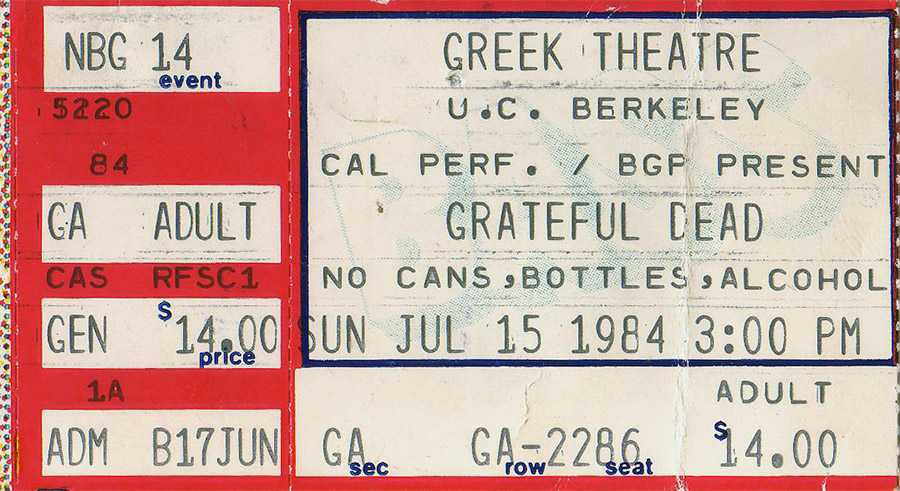 NBG 14
event
5220
84
GA ADULT
CAS RFSC1
GEN $ 14.00
price
1A
ADM B17JUN
GREEK THEATRE
U.C. BERKELEY
CAL PERF. / BGP PRESENT
GRATEFUL DEAD
NO CANS,BOTTLES,ALCOHOL
SUN JUL 15 1984 3:00 PM
ADULT
GA GA-2286 $ 14.00
sec row seat